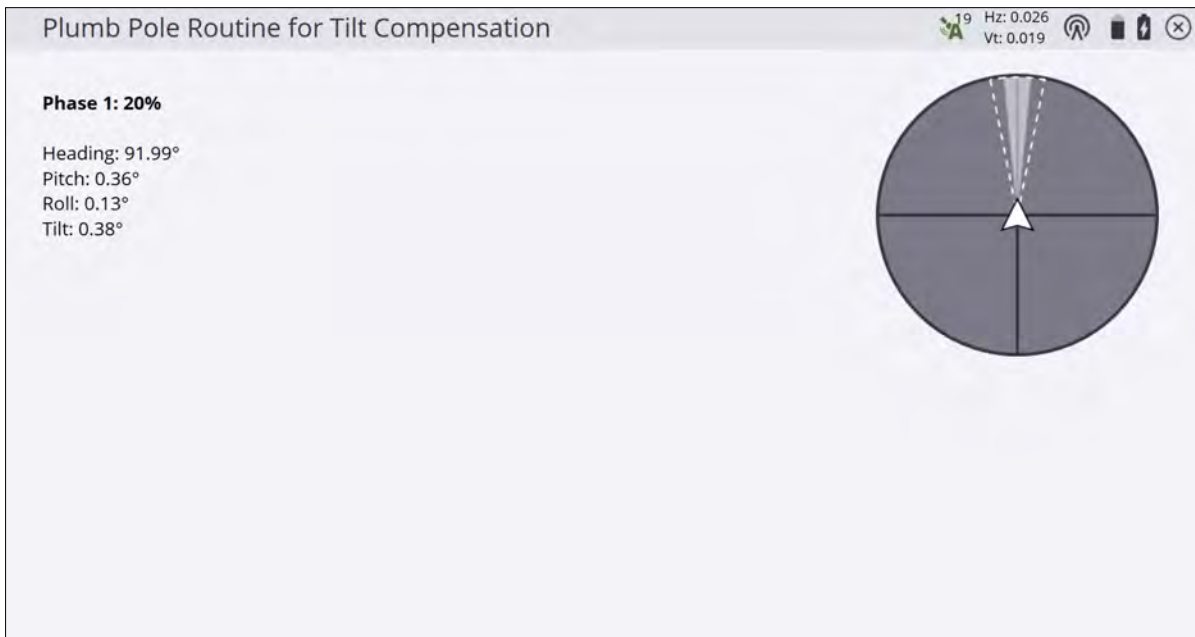 Plumb Pole Routine for Tilt Compensation
A 19 Hz: 0.026
Vt: 0.019
Phase 1: 20%
Heading: 91.99°
Pitch: 0.36°
Roll: 0.13°
Tilt: 0.38°